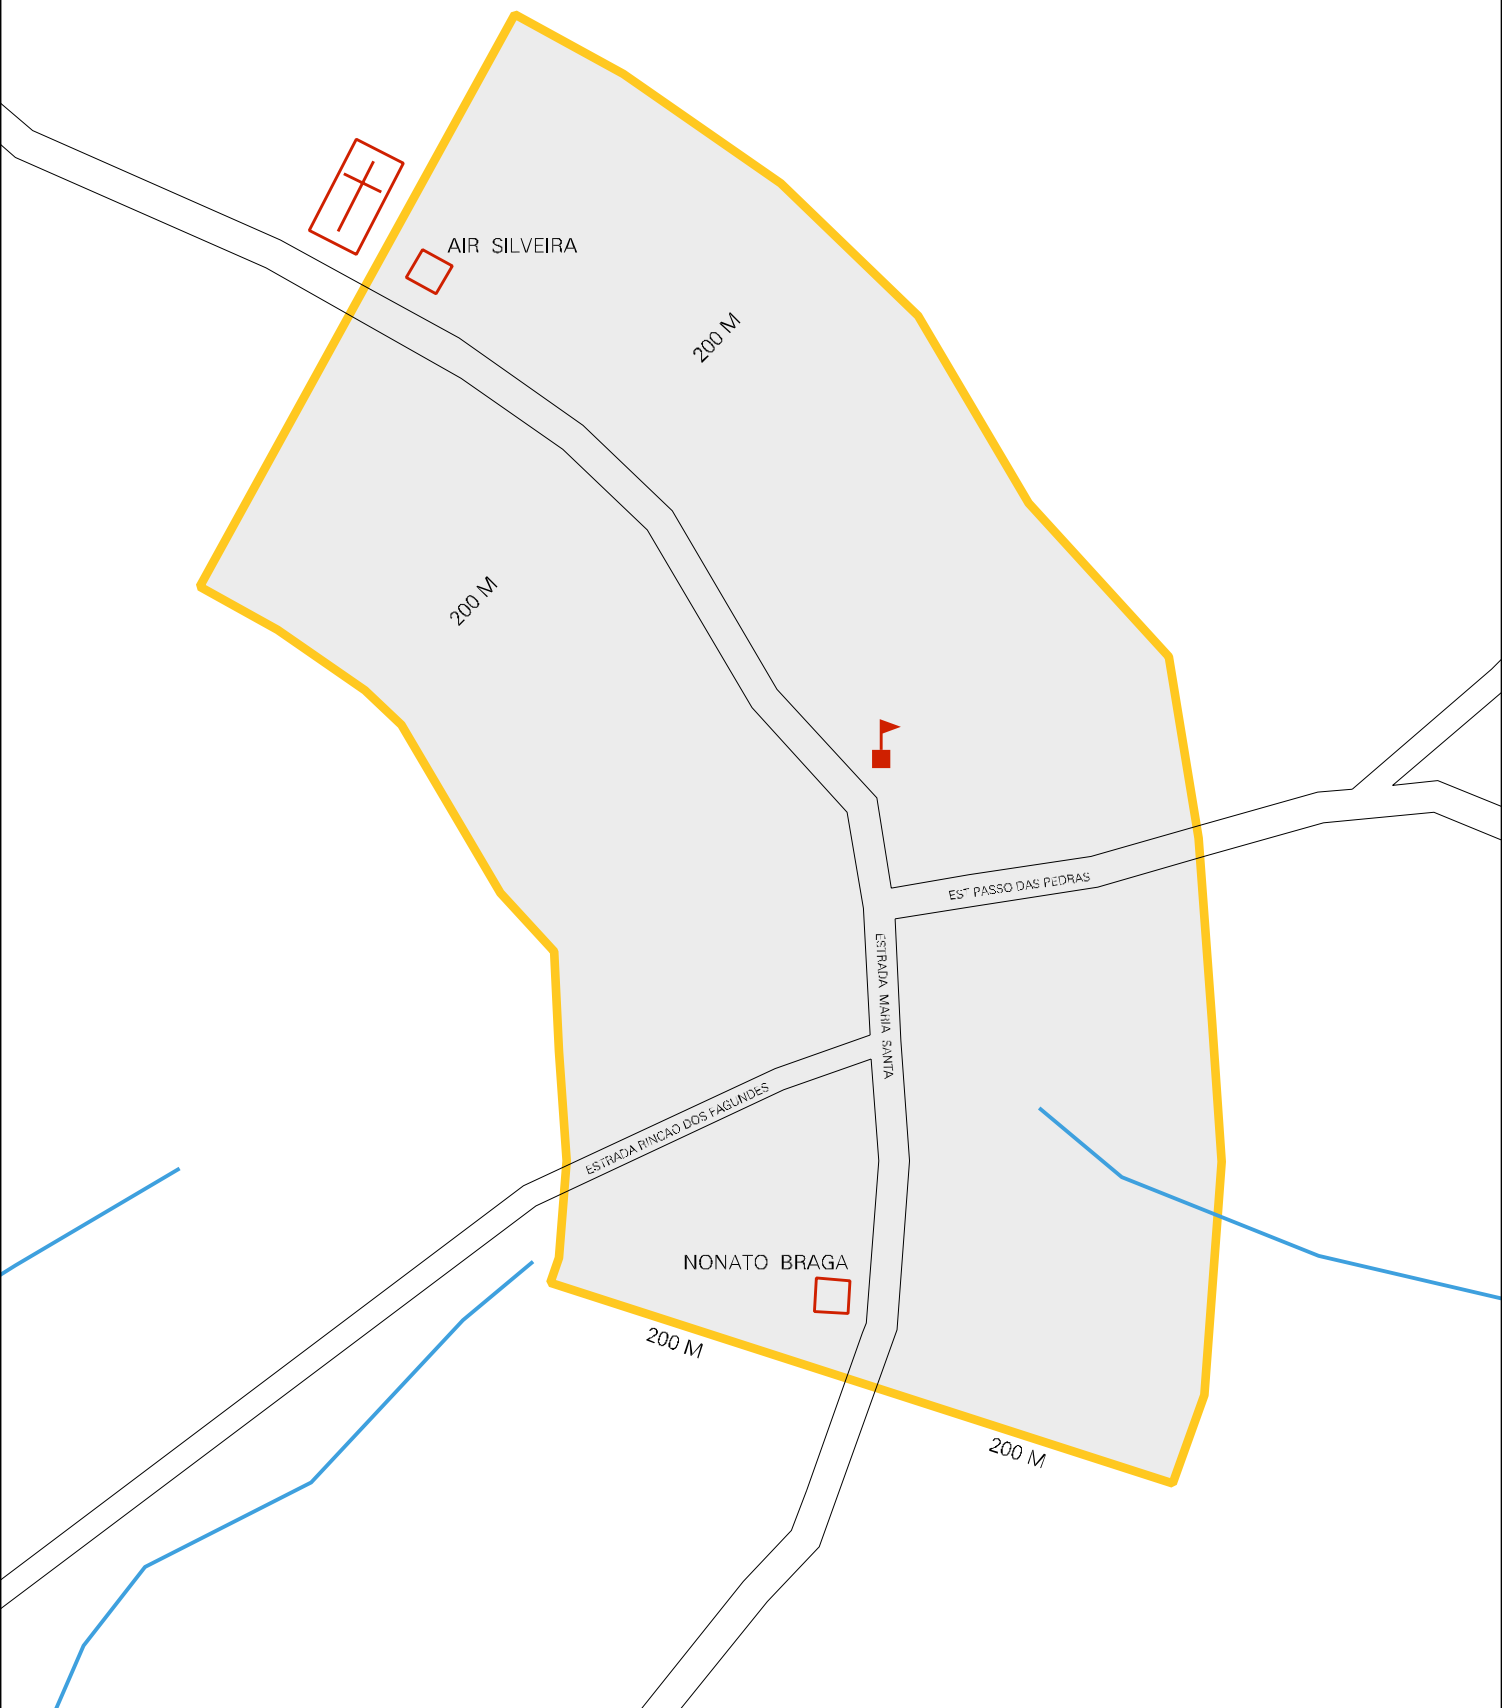 AIR SILVEIRA
200 M
200 M
EST PASSO DAS PEDRAS
ESTRADA MARIA SANTA
ESTRADA RINCAO DOS FAGUNDES
NONATO BRAGA
200 M
200 M